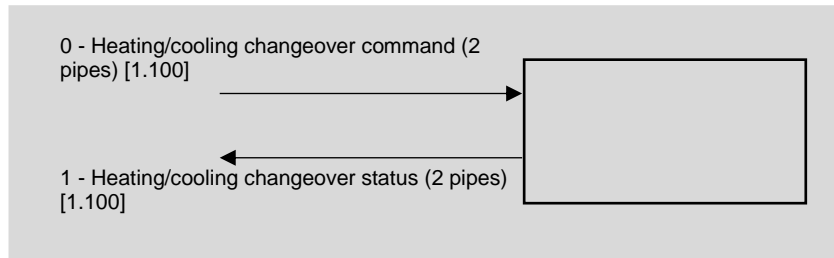 0 - Heating/cooling changeover command (2
pipes) [1.100]
1 - Heating/cooling changeover status (2 pipes)
[1.100]